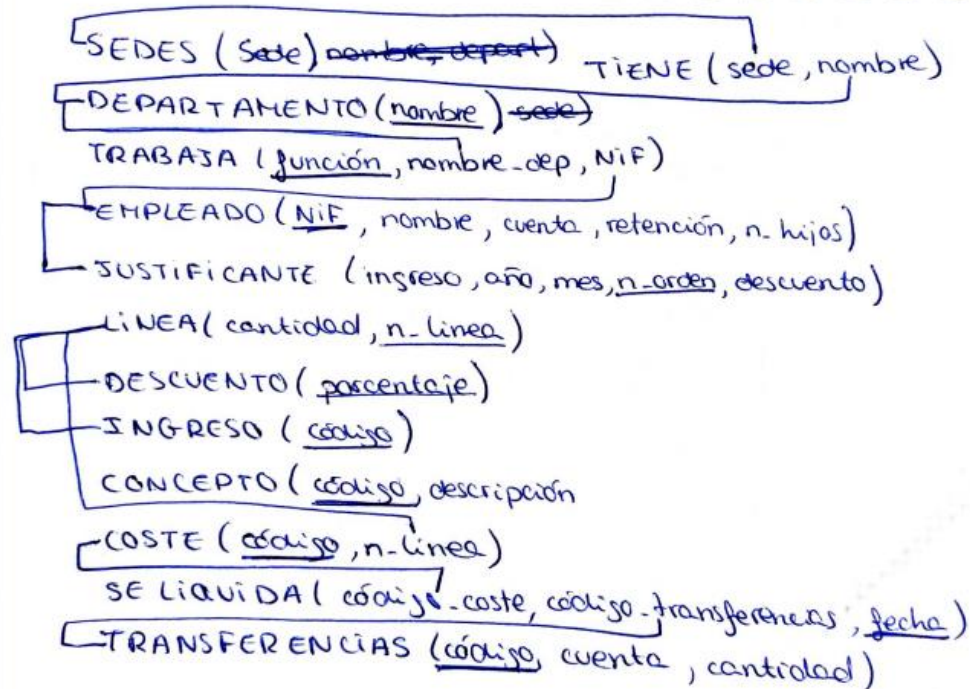 SEDES (Sede) nombre, depart)
TIENE (sede, nombre)
DEPARTAMENTO (nombre) sede)
TRABAJA (función, nombre_dep, NiF)
EMPLEADO (NiF, nombre, cuenta, retención, n_hijos)
JUSTIFICANTE (ingreso, año, mes, n_orden, descuento)
LINEA (cantidad, n_linea)
DESCUENTO (porcentaje)
INGRESO (código)
CONCEPTO (código, descripción
COSTE (código, n_linea)
SE LIQUIDA ( código_coste, código_transferencias, fecha)
TRANSFERENCIAS (código, cuenta, cantidad)